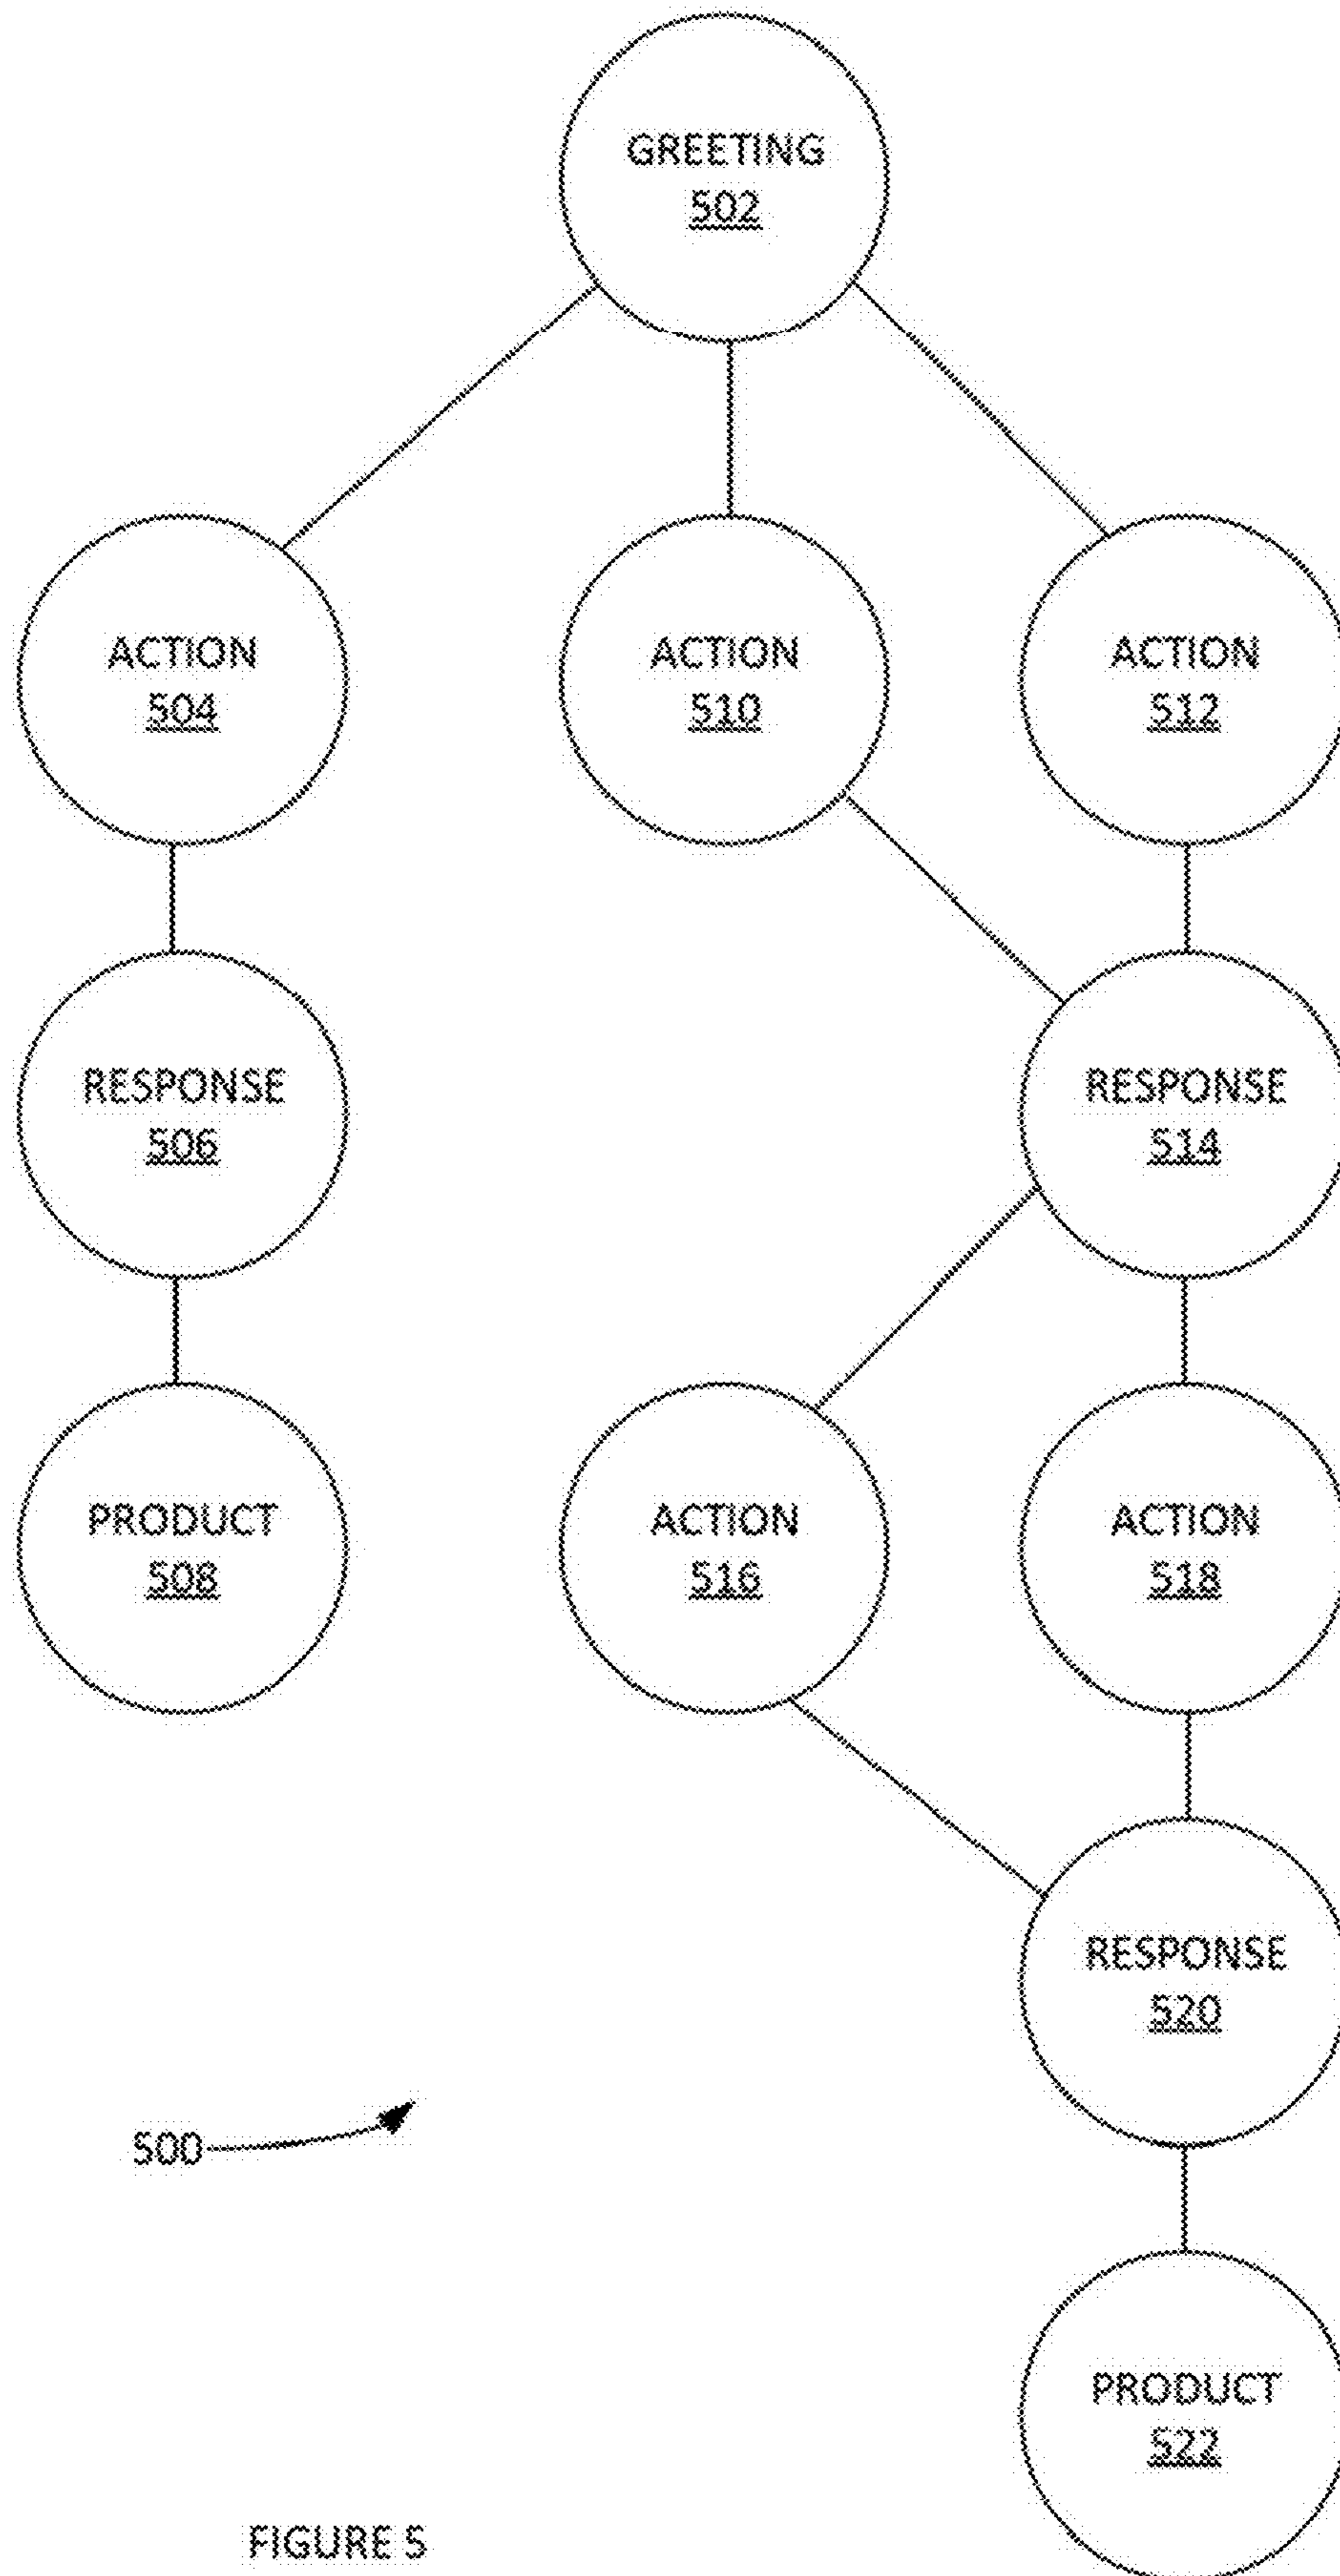 GREETING
502
ACTION
504
ACTION
510
ACTION
512
RESPONSE
506
RESPONSE
514
PRODUCT
508
ACTION
516
ACTION
518
RESPONSE
520
500
PRODUCT
522
FIGURE 5